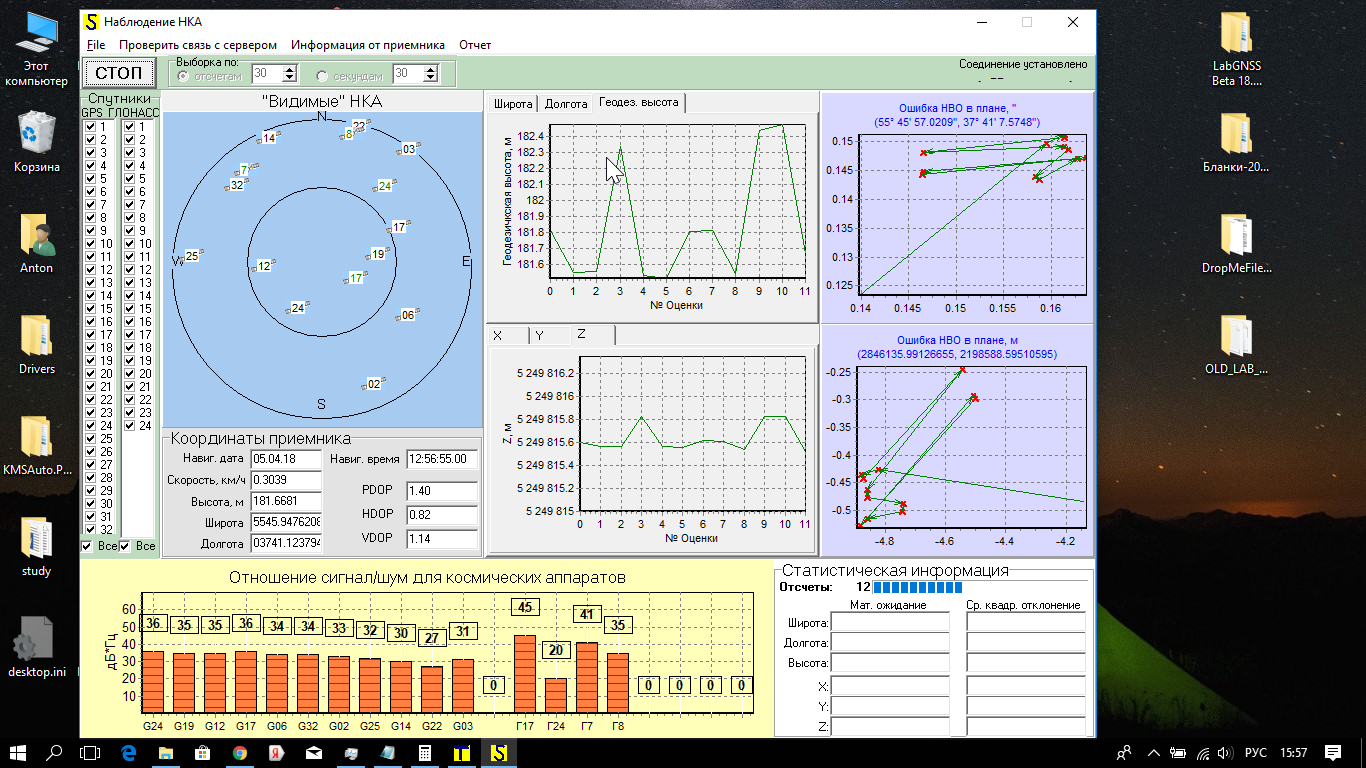 Этот
компьютер
Корзина
Anton
Drivers
KMSAuto.P...
study
desktop.ini
LabGNSS
Beta 18....
Бланки-20...
DropMeFile...
OLD_LAB_...
S Наблюдение НКА
File Проверить связь с сервером Информация от приемника Отчет
СТОП
Выборка по:
отсчетам 30 секундам 30
Соединение установлено
Спутники
GPS ГЛОНАСС
1 1
2 2
3 3
4 4
5 5
6 6
7 7
8 8
9 9
10 10
11 11
12 12
13 13
14 14
15 15
16 16
17 17
18 18
19 19
20 20
21 21
22 22
23 23
24 24
25
26
27
28
29
30
31
32
Все Все
"Видимые" НКА
N
22
8
14
03
7
32
24
17
25
19
E
12
17
24
06
02
S
Координаты приемника
Навиг. дата 05.04.18 Навиг. время 12:56:55.00
Скорость, км/ч 0.3039
PDOP 1.40
Высота, м 181.6681
HDOP 0.82
Широта 5545.9476208
VDOP 1.14
Долгота 03741.123794
Широта Долгота Геодез. высота
Геодезичкская высота, м
182.4
182.3
182.2
182.1
182
181.9
181.8
181.7
181.6
0 1 2 3 4 5 6 7 8 9 10 11
№ Оценки
X Y Z
Z, м
5 249 816.2
5 249 816
5 249 815.8
5 249 815.6
5 249 815.4
5 249 815.2
5 249 815
0 1 2 3 4 5 6 7 8 9 10 11
№ Оценки
Ошибка НВО в плане, "
(55° 45' 57.0209", 37° 41' 7.5748")
0.15
0.145
0.14
0.135
0.13
0.125
0.14 0.145 0.15 0.155 0.16
Ошибка НВО в плане, м
(2846135.99126655, 2198588.59510595)
-0.25
-0.3
-0.35
-0.4
-0.45
-0.5
-4.8 -4.6 -4.4 -4.2
Отношение сигнал/шум для космических аппаратов
дБ*Гц
60
50
40
30
20
10
36 35 35 36 34 34 33 32 30 27 31 0 45 20 41 35 0 0 0 0
G24 G19 G12 G17 G06 G32 G02 G25 G14 G22 G03 Г17 Г24 Г7 Г8
Статистическая информация
Отсчеты: 12
Мат. ожидание Ср. квадр. отклонение
Широта:
Долгота:
Высота:
X:
Y:
Z:
РУС 15:57